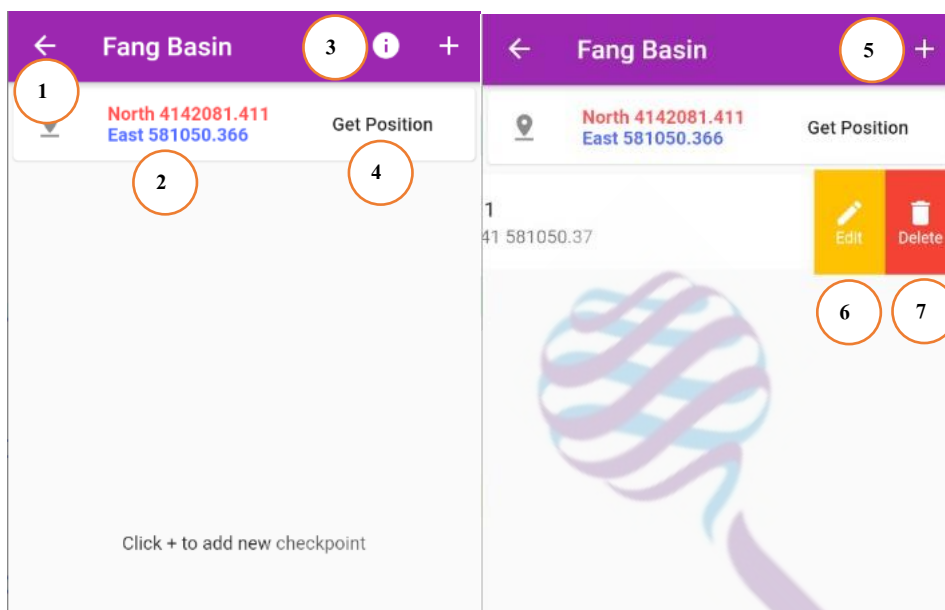 Fang Basin
3
+
1
North 4142081.411
East 581050.366
Get Position
2
4
Click + to add new checkpoint
Fang Basin
5
+
North 4142081.411
East 581050.366
Get Position
1
41 581050.37
Edit
Delete
6
7